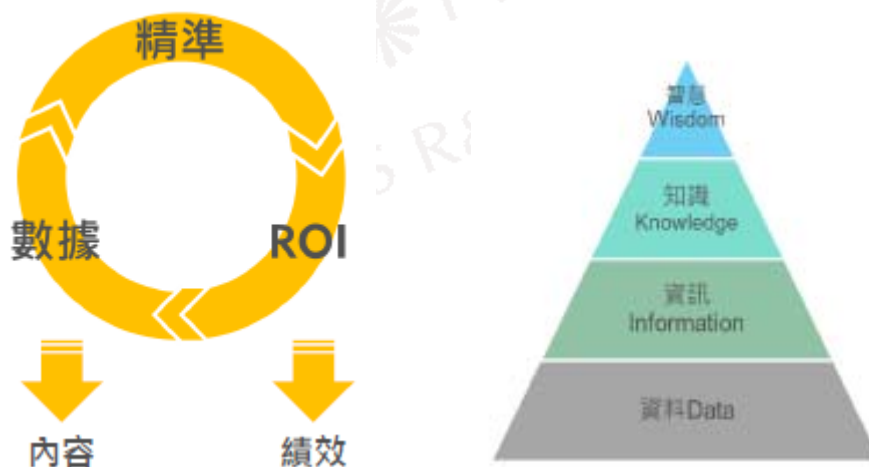 精準
數據
ROI
內容
績效
智慧
Wisdom
知識
Knowledge
資訊
Information
資料Data